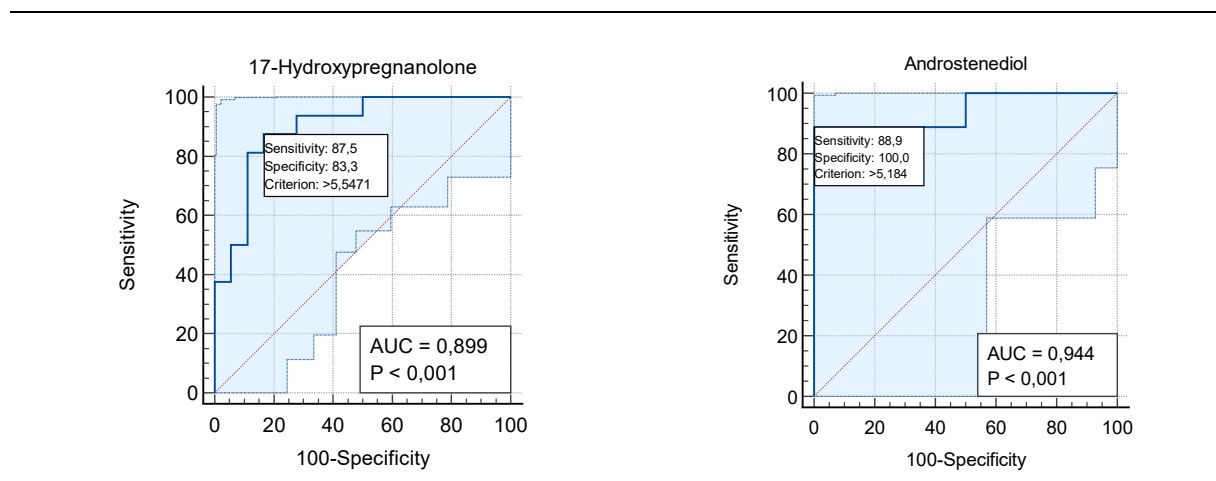 17-Hydroxypregnanolone
100
80
60
40
20
0
Sensitivity
Sensitivity: 87,5
Specificity: 83,3
Criterion: >5,5471
AUC = 0,899
P < 0,001
0 20 40 60 80 100
100-Specificity
Androstenediol
100
80
60
40
20
0
Sensitivity
Sensitivity: 88,9
Specificity: 100,0
Criterion: >5,184
AUC = 0,944
P < 0,001
0 20 40 60 80 100
100-Specificity